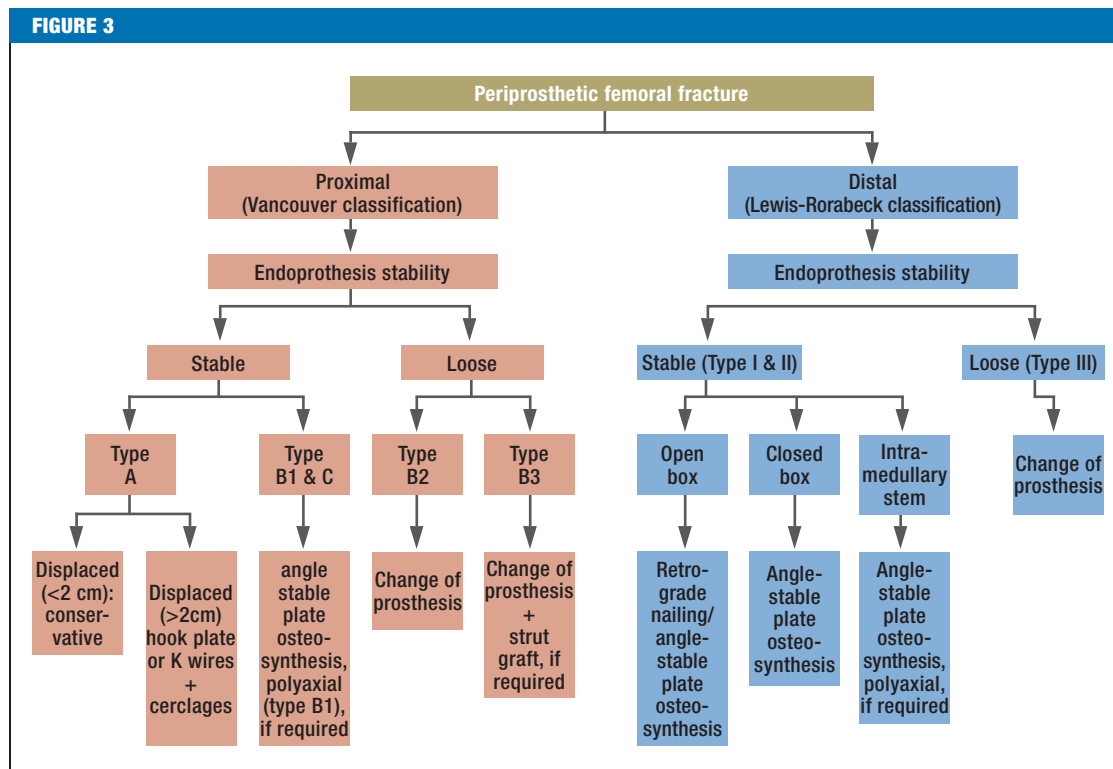 FIGURE 3
Periprosthetic femoral fracture
Proximal
(Vancouver classification)
Distal
(Lewis-Rorabeck classification)
Endoprothesis stability
Endoprothesis stability
Stable
Loose
Stable (Type I & II)
Loose (Type III)
Type
A
Type
B1 & C
Type
B2
Type
B3
Open
box
Closed
box
Intra-
medullary
stem
Change of
prosthesis
Displaced
(<2 cm):
conser-
vative
Displaced
(>2cm)
hook plate
or K wires
+
cerclages
angle
stable
plate
osteo-
synthesis,
polyaxial
(type B1),
if required
Change of
prosthesis
Change of
prosthesis
+
strut
graft, if
required
Retro-
grade
nailing/
angle-
stable
plate
osteo-
synthesis
Angle-
stable
plate
osteo-
synthesis
Angle-
stable
plate
osteo-
synthesis,
polyaxial,
if required